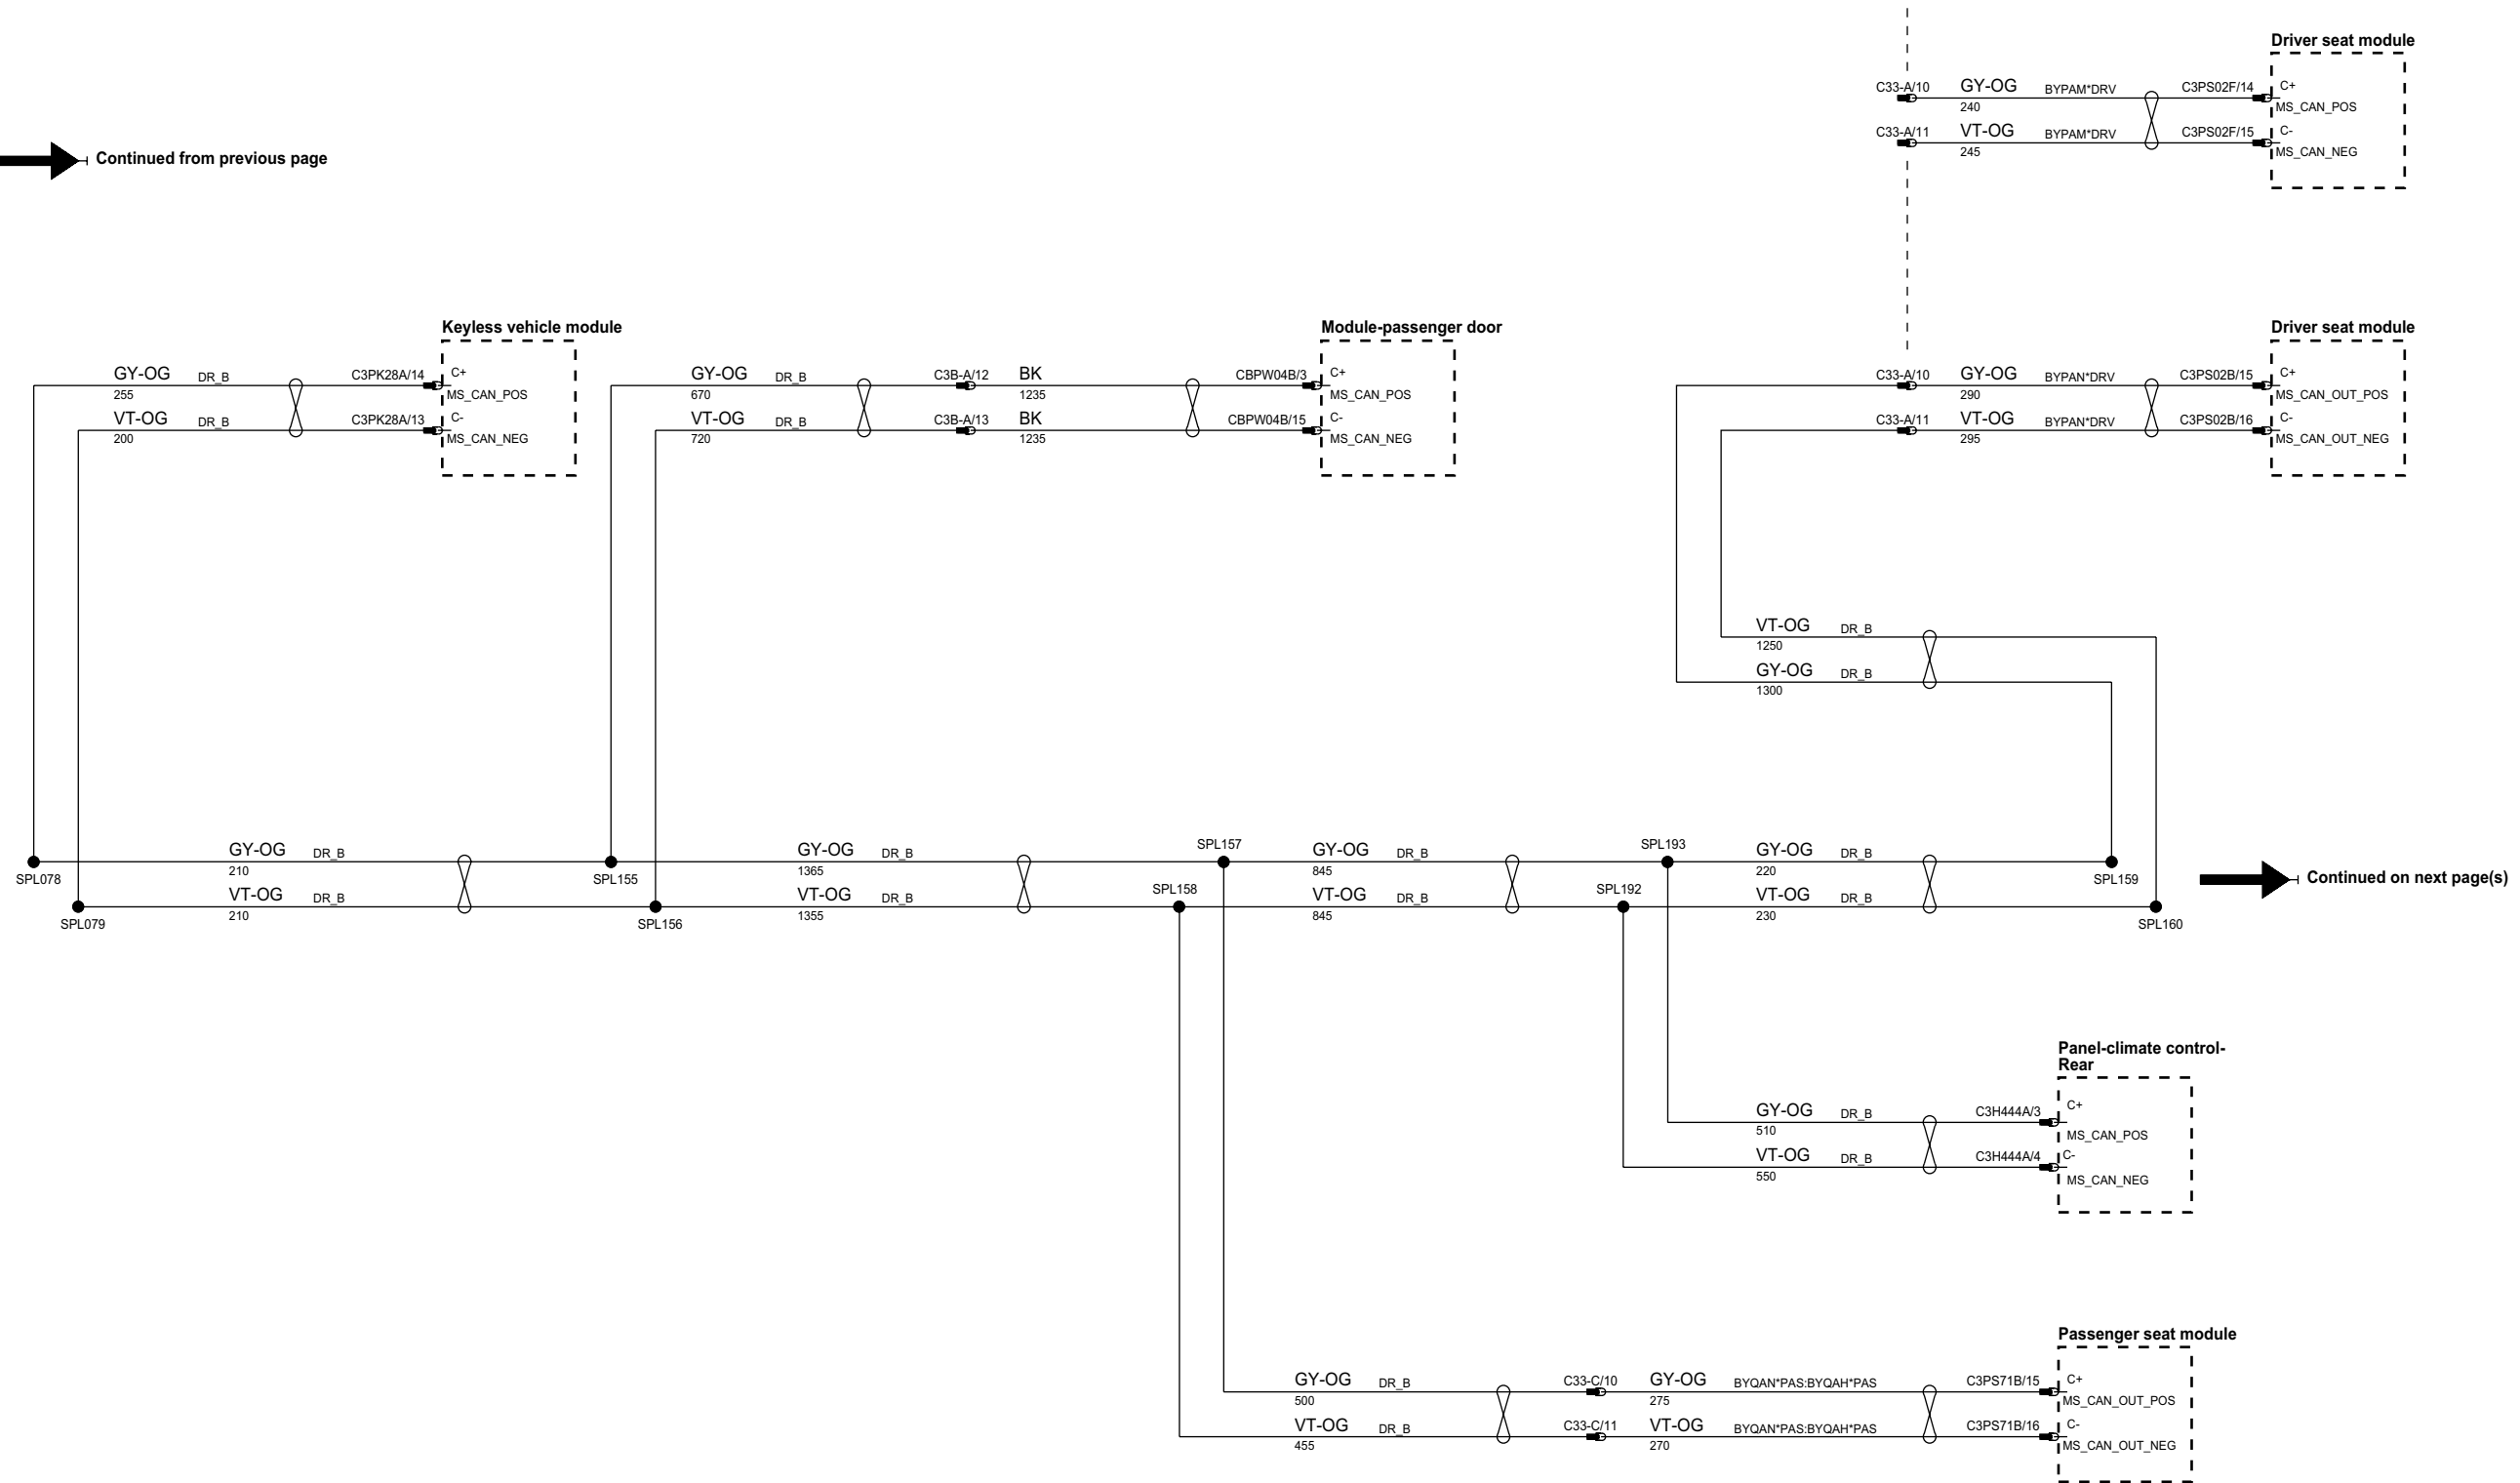 Driver seat module
C33-A/10 GY-OG BYPAM*DRV C3PS02F/14 C+
240 MS_CAN_POS
C33-A/11 VT-OG BYPAM*DRV C3PS02F/15 C-
245 MS_CAN_NEG
Continued from previous page
Keyless vehicle module
GY-OG DR_B C3PK28A/14 C+
255 MS_CAN_POS
VT-OG DR_B C3PK28A/13 C-
200 MS_CAN_NEG
Module-passenger door
GY-OG DR_B C3B-A/12 BK CBPW04B/3 C+
670 1235 MS_CAN_POS
VT-OG DR_B C3B-A/13 BK CBPW04B/15 C-
720 1235 MS_CAN_NEG
Driver seat module
C33-A/10 GY-OG BYPAN*DRV C3PS02B/15 C+
290 MS_CAN_OUT_POS
C33-A/11 VT-OG BYPAN*DRV C3PS02B/16 C-
295 MS_CAN_OUT_NEG
VT-OG DR_B
1250
GY-OG DR_B
1300
SPL157 SPL193
GY-OG DR_B GY-OG DR_B GY-OG DR_B GY-OG DR_B
210 1365 845 220
SPL078 SPL155 SPL159
Continued on next page(s)
SPL158 SPL192
VT-OG DR_B VT-OG DR_B VT-OG DR_B VT-OG DR_B
210 1355 845 230
SPL079 SPL156 SPL160
Panel-climate control-
Rear
GY-OG DR_B C3H444A/3 C+
510 MS_CAN_POS
VT-OG DR_B C3H444A/4 C-
550 MS_CAN_NEG
Passenger seat module
GY-OG DR_B C33-C/10 GY-OG BYQAN*PAS:BYQAH*PAS C3PS71B/15 C+
500 275 MS_CAN_OUT_POS
VT-OG DR_B C33-C/11 VT-OG BYQAN*PAS:BYQAH*PAS C3PS71B/16 C-
455 270 MS_CAN_OUT_NEG